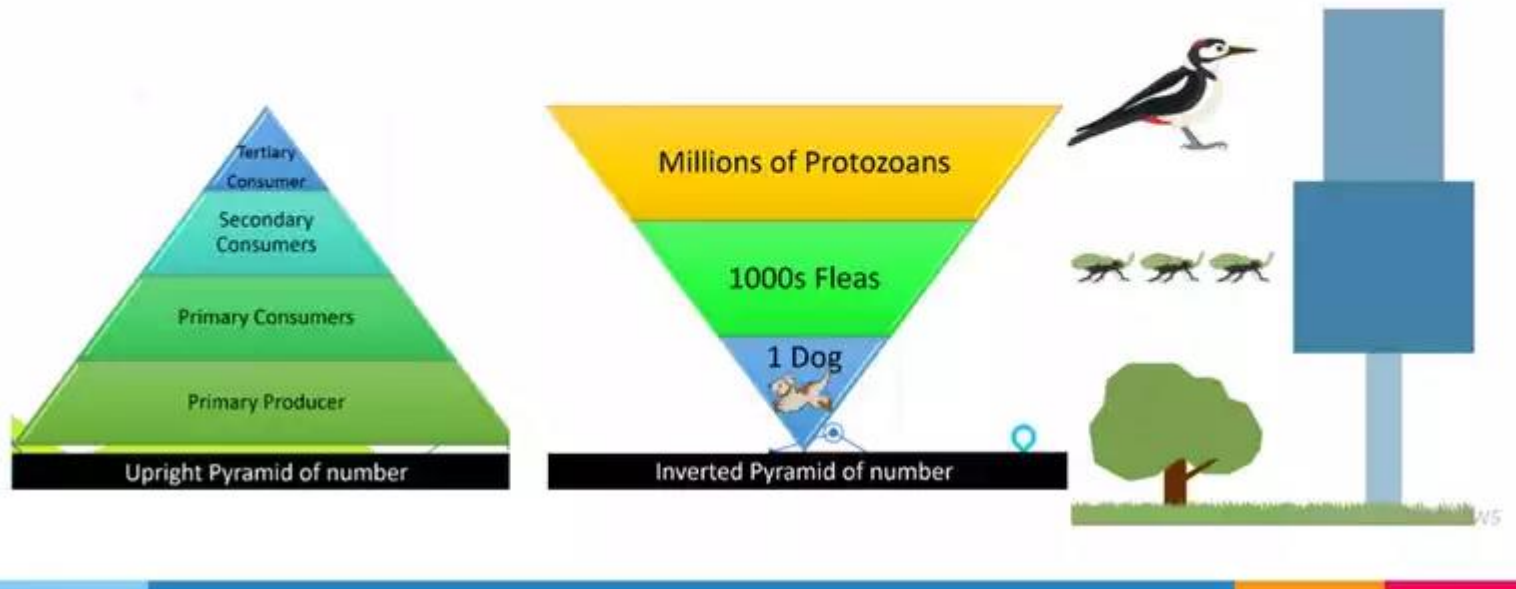 Tertiary
Consumer
Secondary
Consumers
Primary Consumers
Primary Producer
Upright Pyramid of number
Millions of Protozoans
1000s Fleas
1 Dog
Inverted Pyramid of number